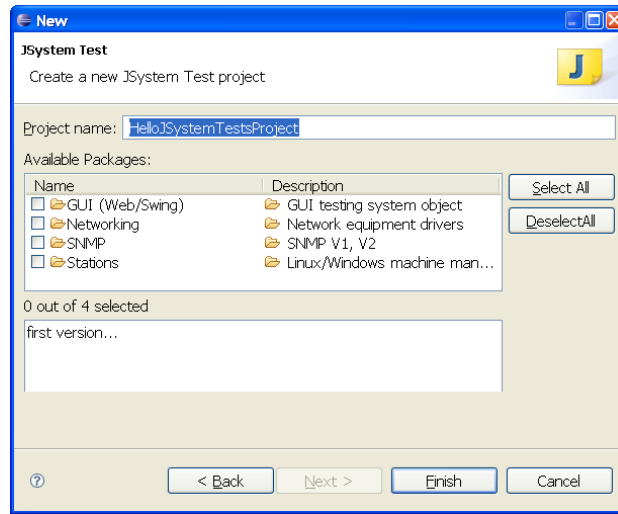 New
JSystem Test
Create a new JSystem Test project
J
Project name: HelloJSystemTestsProject
Available Packages:
Name Description
GUI (Web/Swing) GUI testing system object
Networking Network equipment drivers
SNMP SNMP V1, V2
Stations Linux/Windows machine man...
Select All
DeselectAll
0 out of 4 selected
first version...
? < Back Next > Finish Cancel